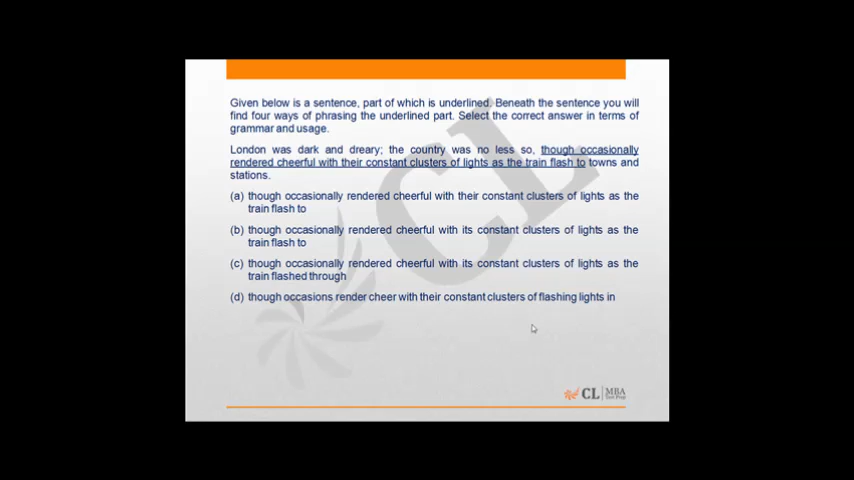 Given below is a sentence, part of which is underlined. Beneath the sentence you will
find four ways of phrasing the underlined part. Select the correct answer in terms of
grammar and usage.
London was dark and dreary; the country was no less so, though occasionally
rendered cheerful with their constant clusters of lights as the train flash to towns and
stations.
(a) though occasionally rendered cheerful with their constant clusters of lights as the
train flash to
(b) though occasionally rendered cheerful with its constant clusters of lights as the
train flash to
(c) though occasionally rendered cheerful with its constant clusters of lights as the
train flashed through
(d) though occasions render cheer with their constant clusters of flashing lights in
CL
CL MBA
Test Prep